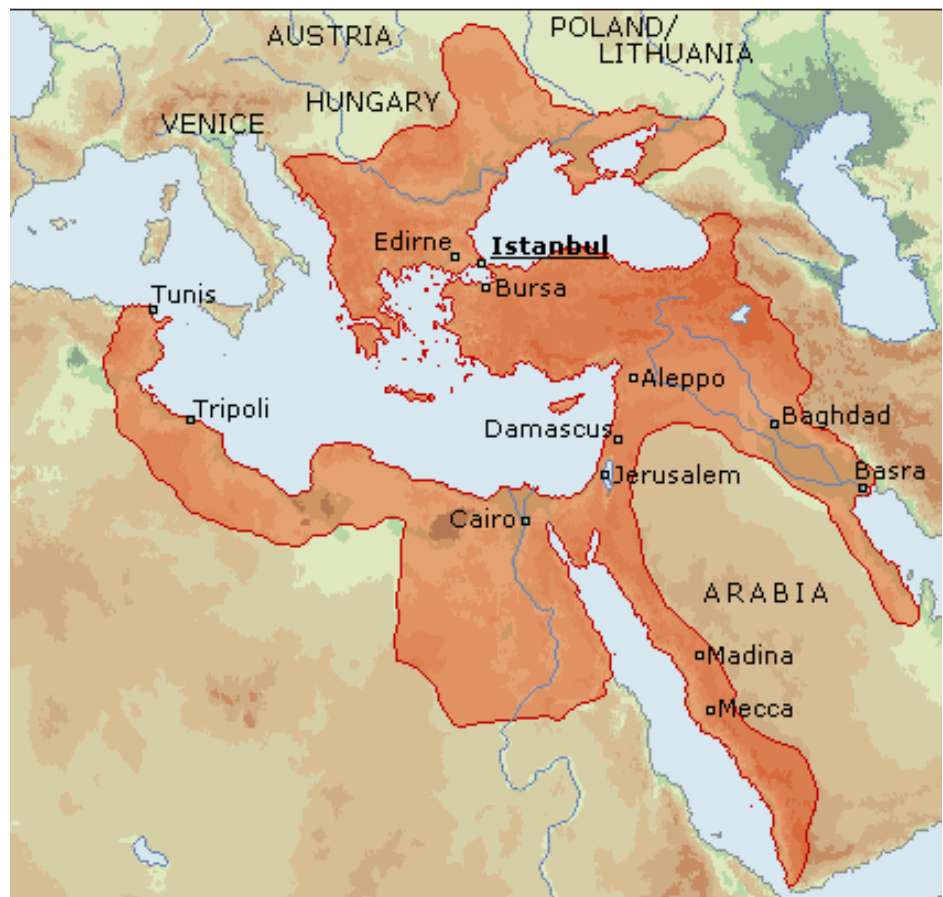 AUSTRIA
POLAND/
LITHUANIA
HUNGARY
VENICE
Edirne
Istanbul
Bursa
Tunis
Aleppo
Tripoli
Baghdad
Damascus
Basra
Jerusalem
Cairo
ARABIA
Madina
Mecca